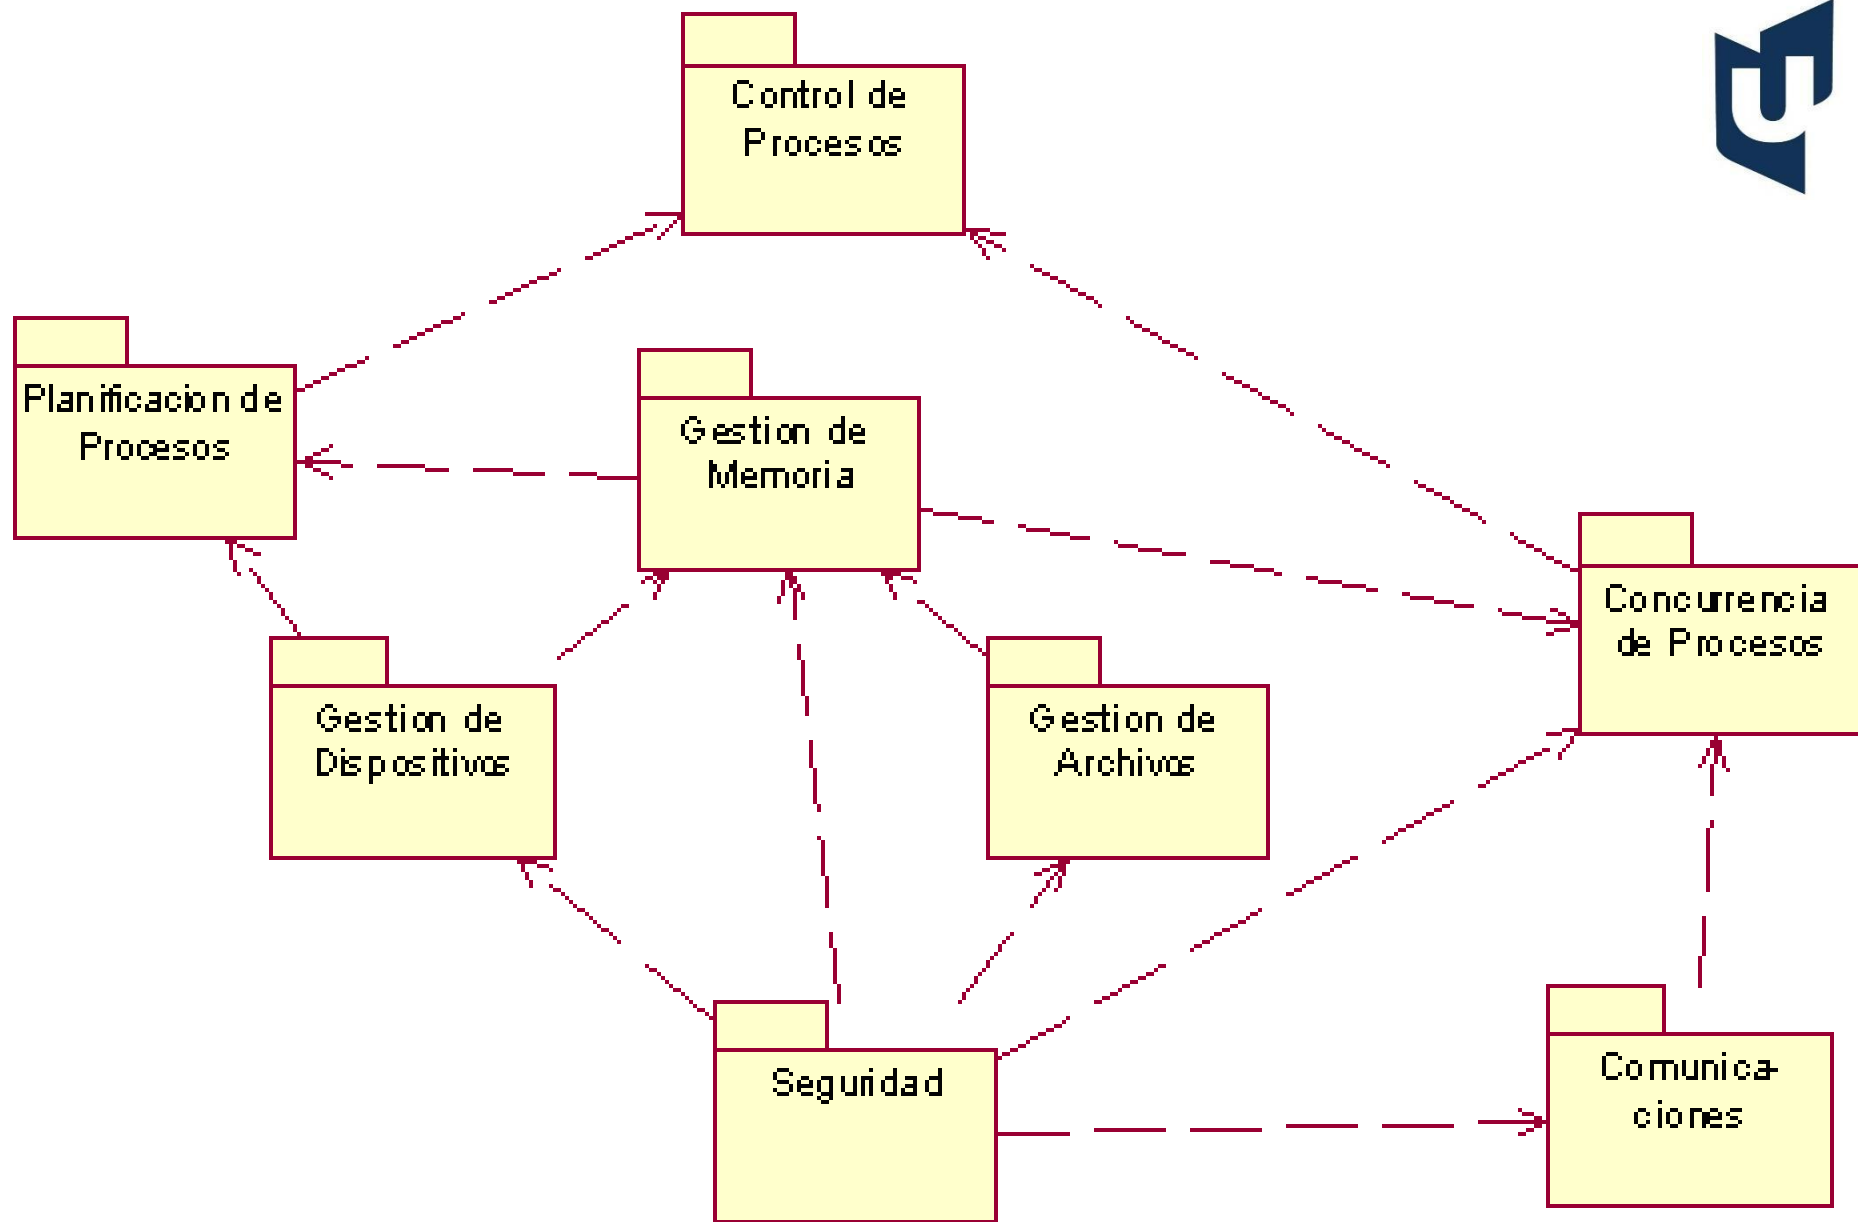 Control de
Procesos
Planificacion de
Procesos
Gestion de
Memoria
Concurrencia
de Procesos
Gestion de
Dispositivos
Gestion de
Archivos
Seguridad
Comunica-
ciones